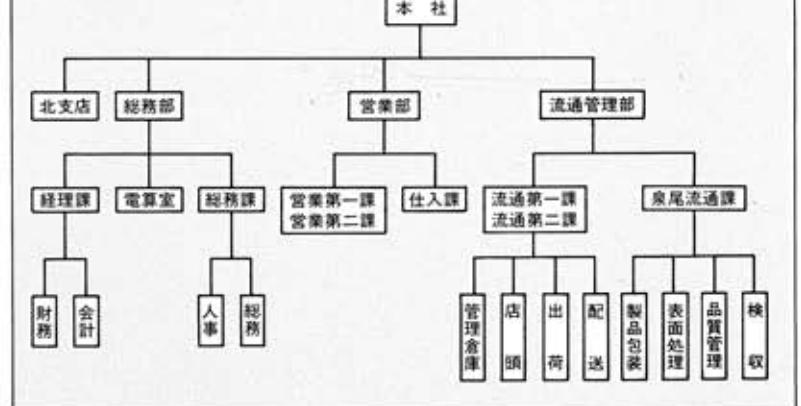 本社
北支店
総務部
営業部
流通管理部
経理課
電算室
総務課
営業第一課
営業第二課
仕入課
流通第一課
流通第二課
泉尾流通課
財務
会計
人事
総務
管理倉庫
店頭
出荷
配送
製品包装
表面処理
品質管理
検収